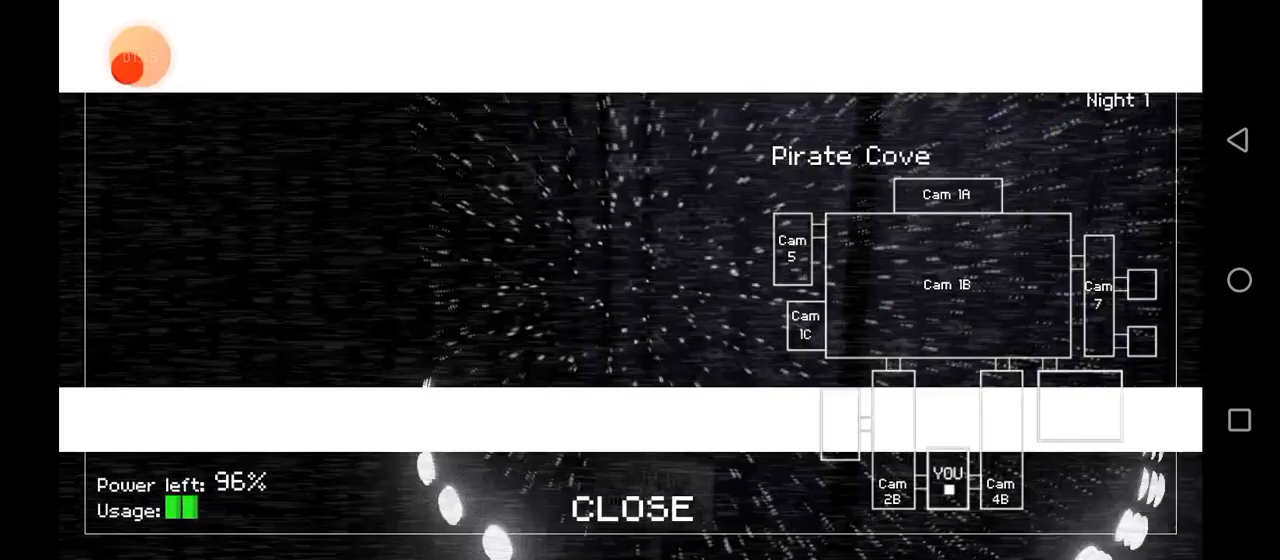 Night 1
Pirate Cove
Cam 1A
Cam
5
Cam 1B
Cam
7
Cam
1C
YOU
Cam
2B
Cam
4B
Power left: 96%
Usage:
CLOSE